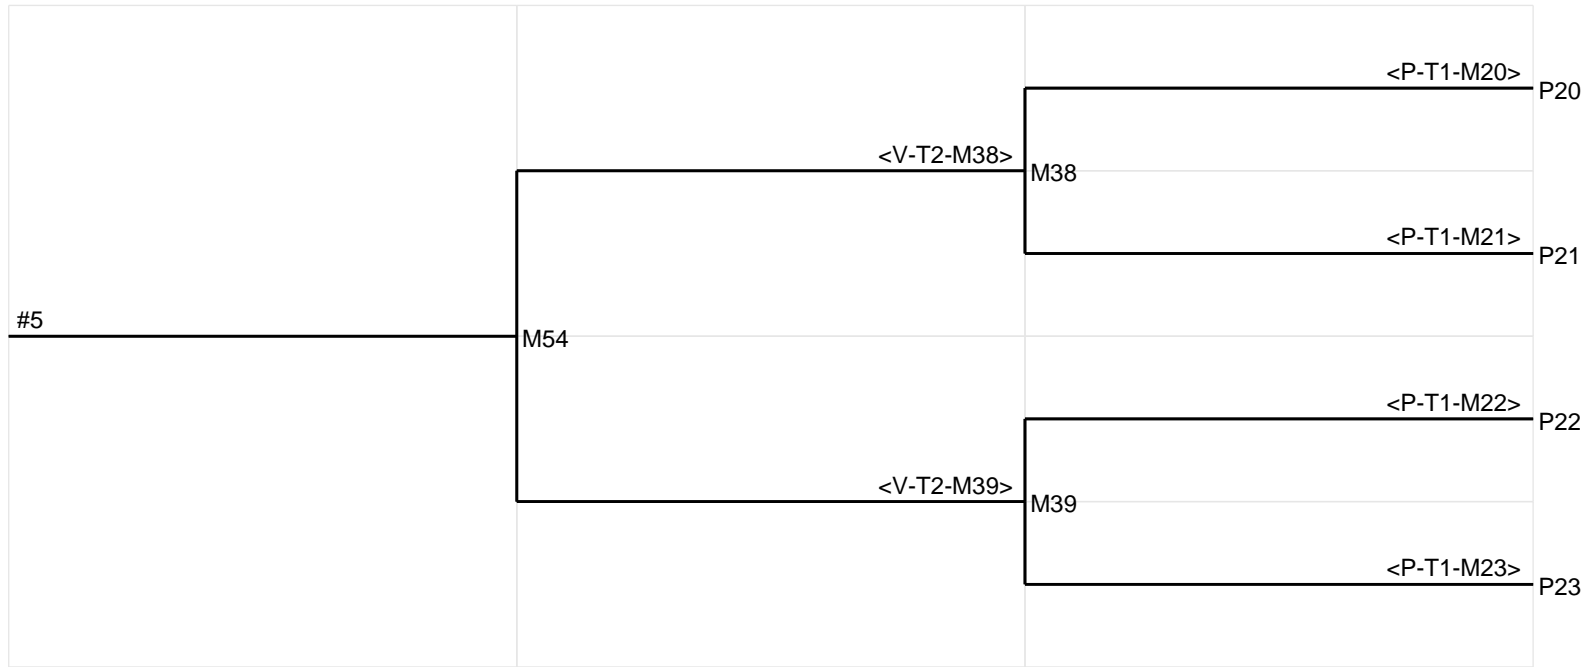 <P-T1-M20>
P20
<V-T2-M38>
M38
<P-T1-M21>
P21
#5
M54
<P-T1-M22>
P22
<V-T2-M39>
M39
<P-T1-M23>
P23